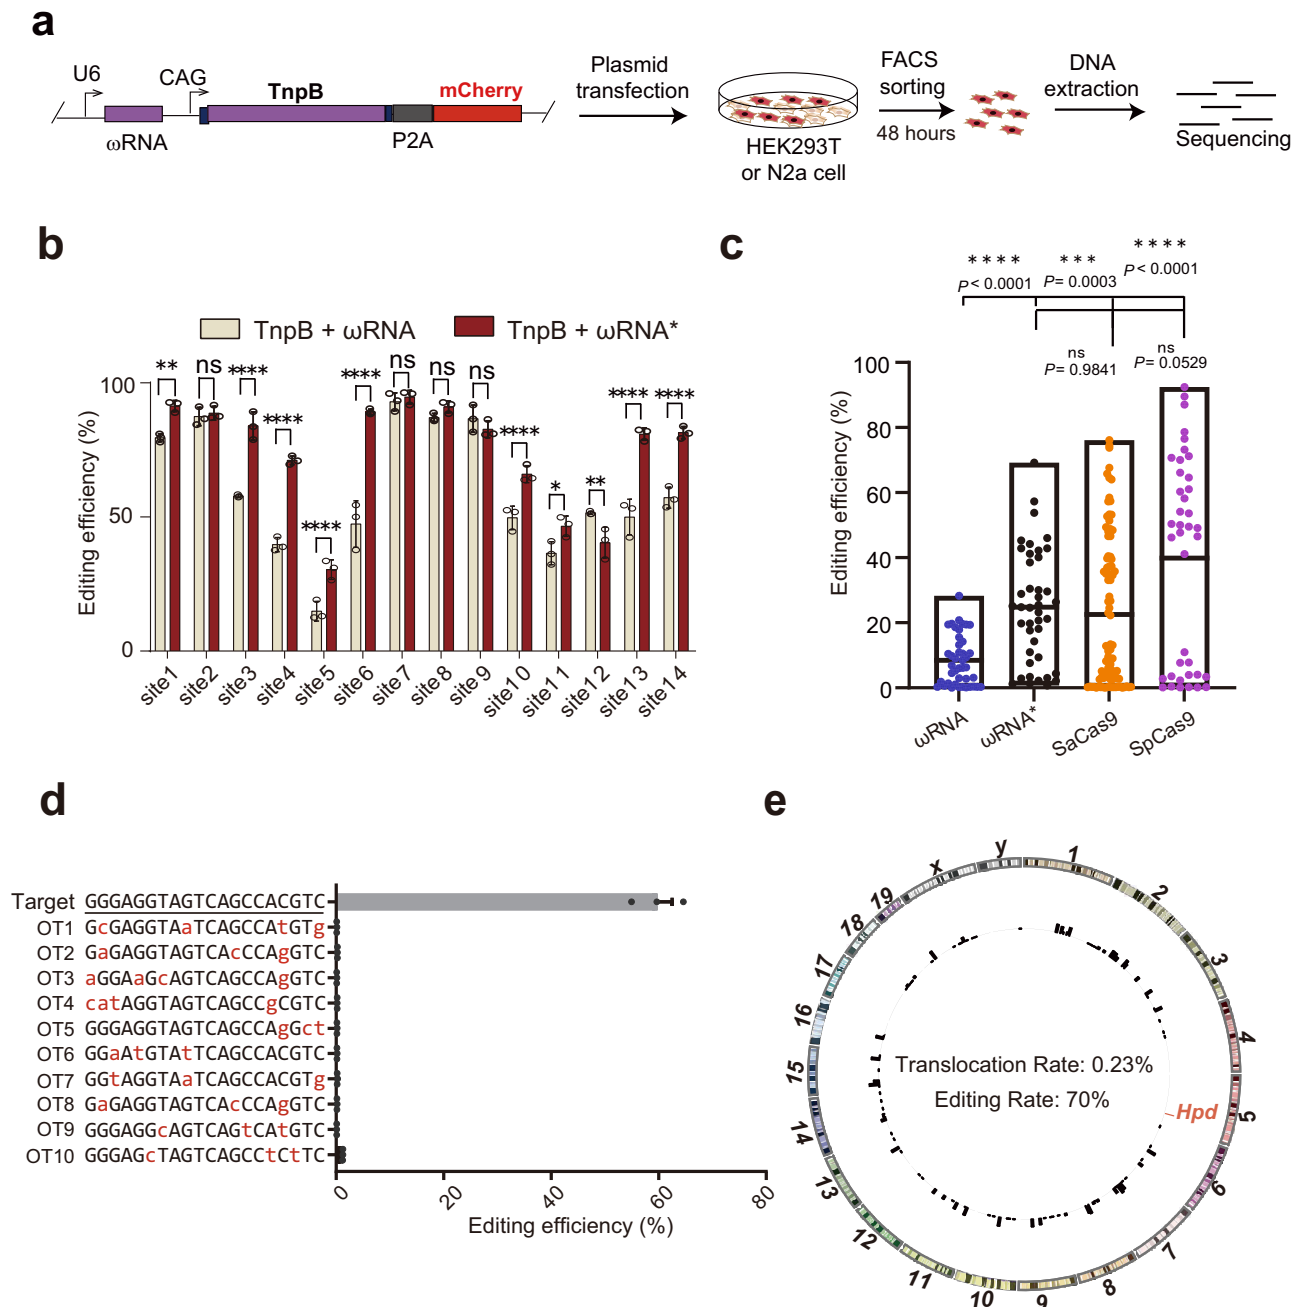 a
U6
CAG
TnpB
mCherry
ωRNA
P2A
Plasmid
transfection
HEK293T
or N2a cell
FACS
sorting
48 hours
DNA
extraction
Sequencing
b
TnpB + ωRNA
TnpB + ωRNA*
Editing efficiency (%)
100
50
0
** ns **** **** **** **** ns ns ns **** * ** **** ****
site1 site2 site3 site4 site5 site6 site7 site8 site9 site10 site11 site12 site13 site14
c
****
P < 0.0001
***
P = 0.0003
****
P < 0.0001
ns
P = 0.9841
ns
P = 0.0529
Editing efficiency (%)
100
80
60
40
20
0
ωRNA ωRNA* SaCas9 SpCas9
d
Target GGGAGGTAGTCAGCCACGTC
OT1 GcGAGGTAaTCAGCCAtGTg
OT2 GaGAGGTAGTCAcCCAgGTC
OT3 aGGAaGcAGTCAGCCAgGTC
OT4 catAGGTAGTCAGCCgCGTC
OT5 GGGAGGTAGTCAGCCAgGct
OT6 GGaAtGTAtTCAGCCACGTC
OT7 GGtAGGTAaTCAGCCACGTg
OT8 GaGAGGTAGTCAcCCAgGTC
OT9 GGGAGGcAGTCAGtCAtGTC
OT10 GGGAGcTAGTCAGCCtCtTC
0 20 40 60 80
Editing efficiency (%)
e
1
2
3
4
5
6
7
8
9
10
11
12
13
14
15
16
17
18
19
x
y
Translocation Rate: 0.23%
Editing Rate: 70%
Hpd